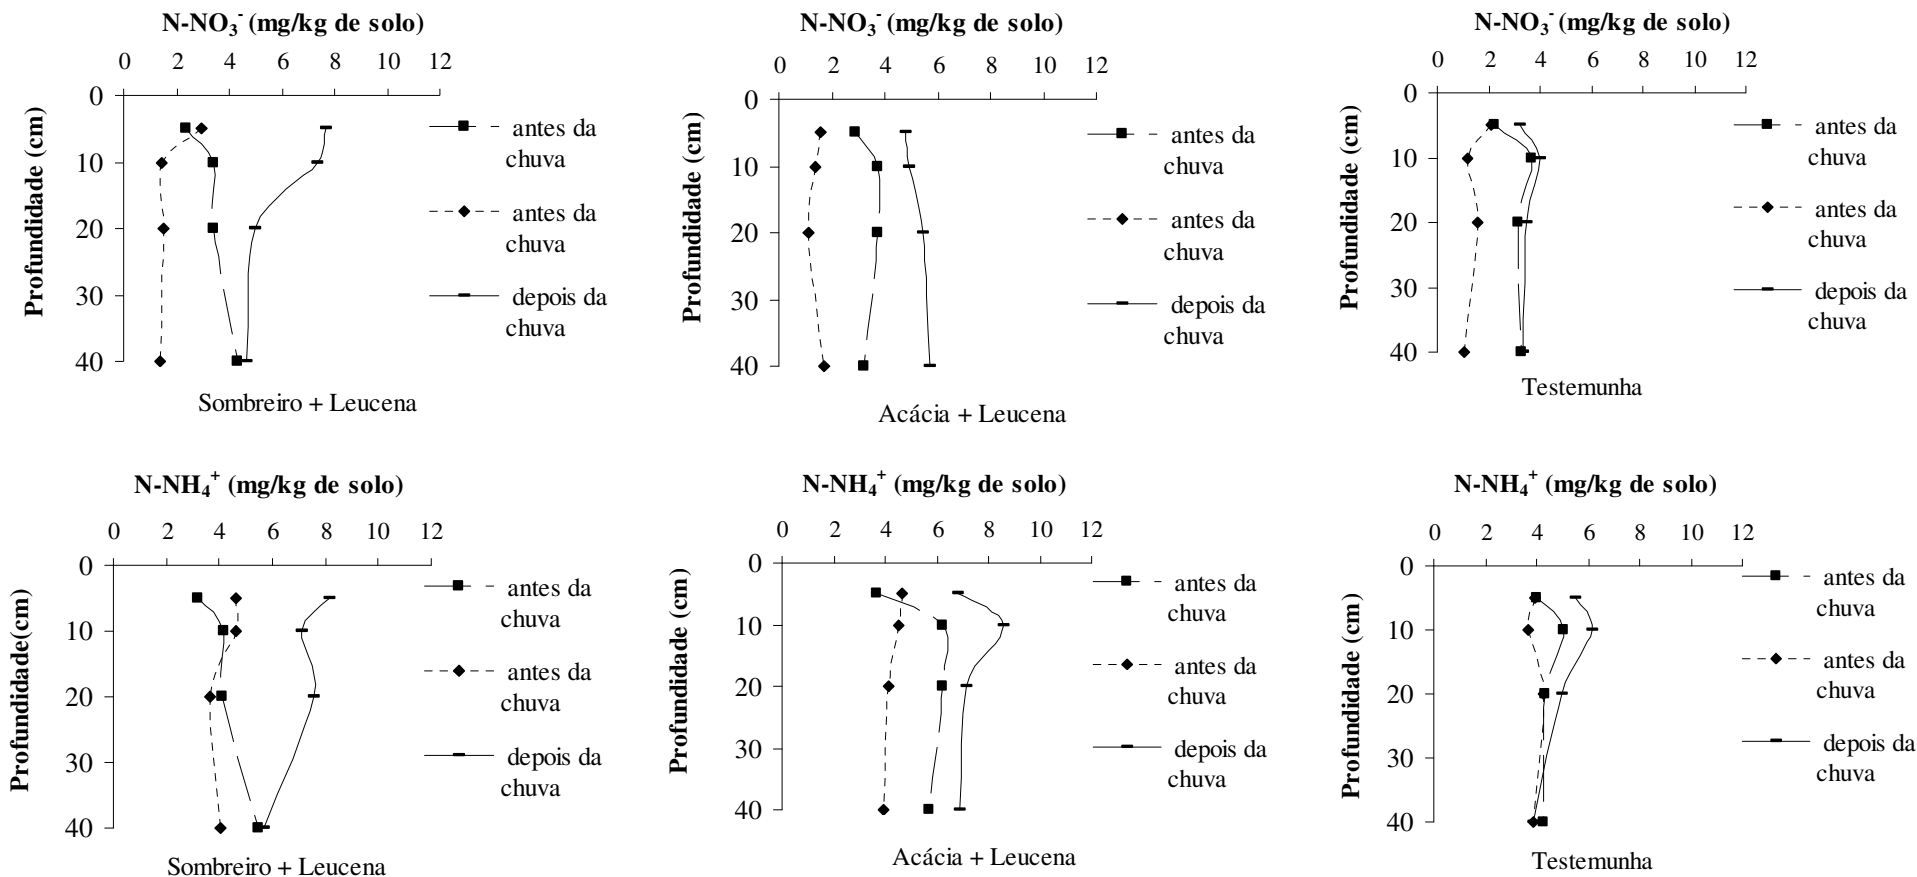 N-NO₃⁻ (mg/kg de solo)
0 2 4 6 8 10 12
Profundidade (cm)
0
10
20
30
40
antes da
chuva
antes da
chuva
depois da
chuva
Sombreiro + Leucena
N-NO₃⁻ (mg/kg de solo)
0 2 4 6 8 10 12
Profundidade (cm)
0
10
20
30
40
antes da
chuva
antes da
chuva
depois da
chuva
Acácia + Leucena
N-NO₃⁻ (mg/kg de solo)
0 2 4 6 8 10 12
Profundidade (cm)
0
10
20
30
40
antes da
chuva
antes da
chuva
depois da
chuva
Testemunha
N-NH₄⁺ (mg/kg de solo)
0 2 4 6 8 10 12
Profundidade(cm)
0
10
20
30
40
antes da
chuva
antes da
chuva
depois da
chuva
Sombreiro + Leucena
N-NH₄⁺ (mg/kg de solo)
0 2 4 6 8 10 12
Profundidade (cm)
0
10
20
30
40
antes da
chuva
antes da
chuva
depois da
chuva
Acácia + Leucena
N-NH₄⁺ (mg/kg de solo)
0 2 4 6 8 10 12
Profundidade (cm)
0
10
20
30
40
antes da
chuva
antes da
chuva
depois da
chuva
Testemunha